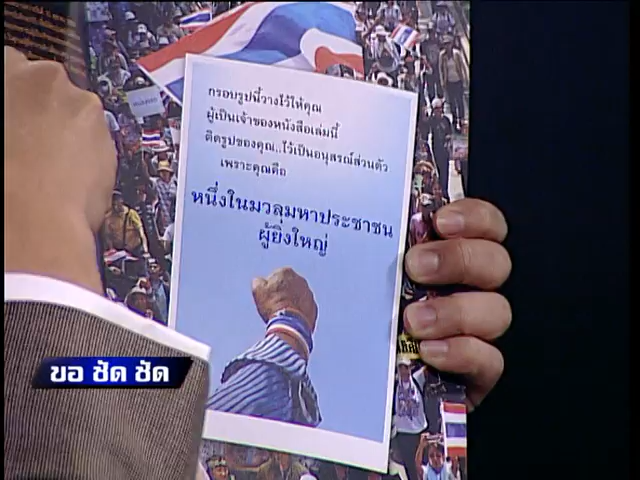 กรอบรูปนี้วางไว้ให้คุณ
ผู้เป็นเจ้าของหนังสือเล่มนี้
ติดรูปของคุณ..ไว้เป็นอนุสรณ์ส่วนตัว
เพราะคุณคือ
หนึ่งในมวลมหาประชาชน
ผู้ยิ่งใหญ่
ขอ ชัด ชัด